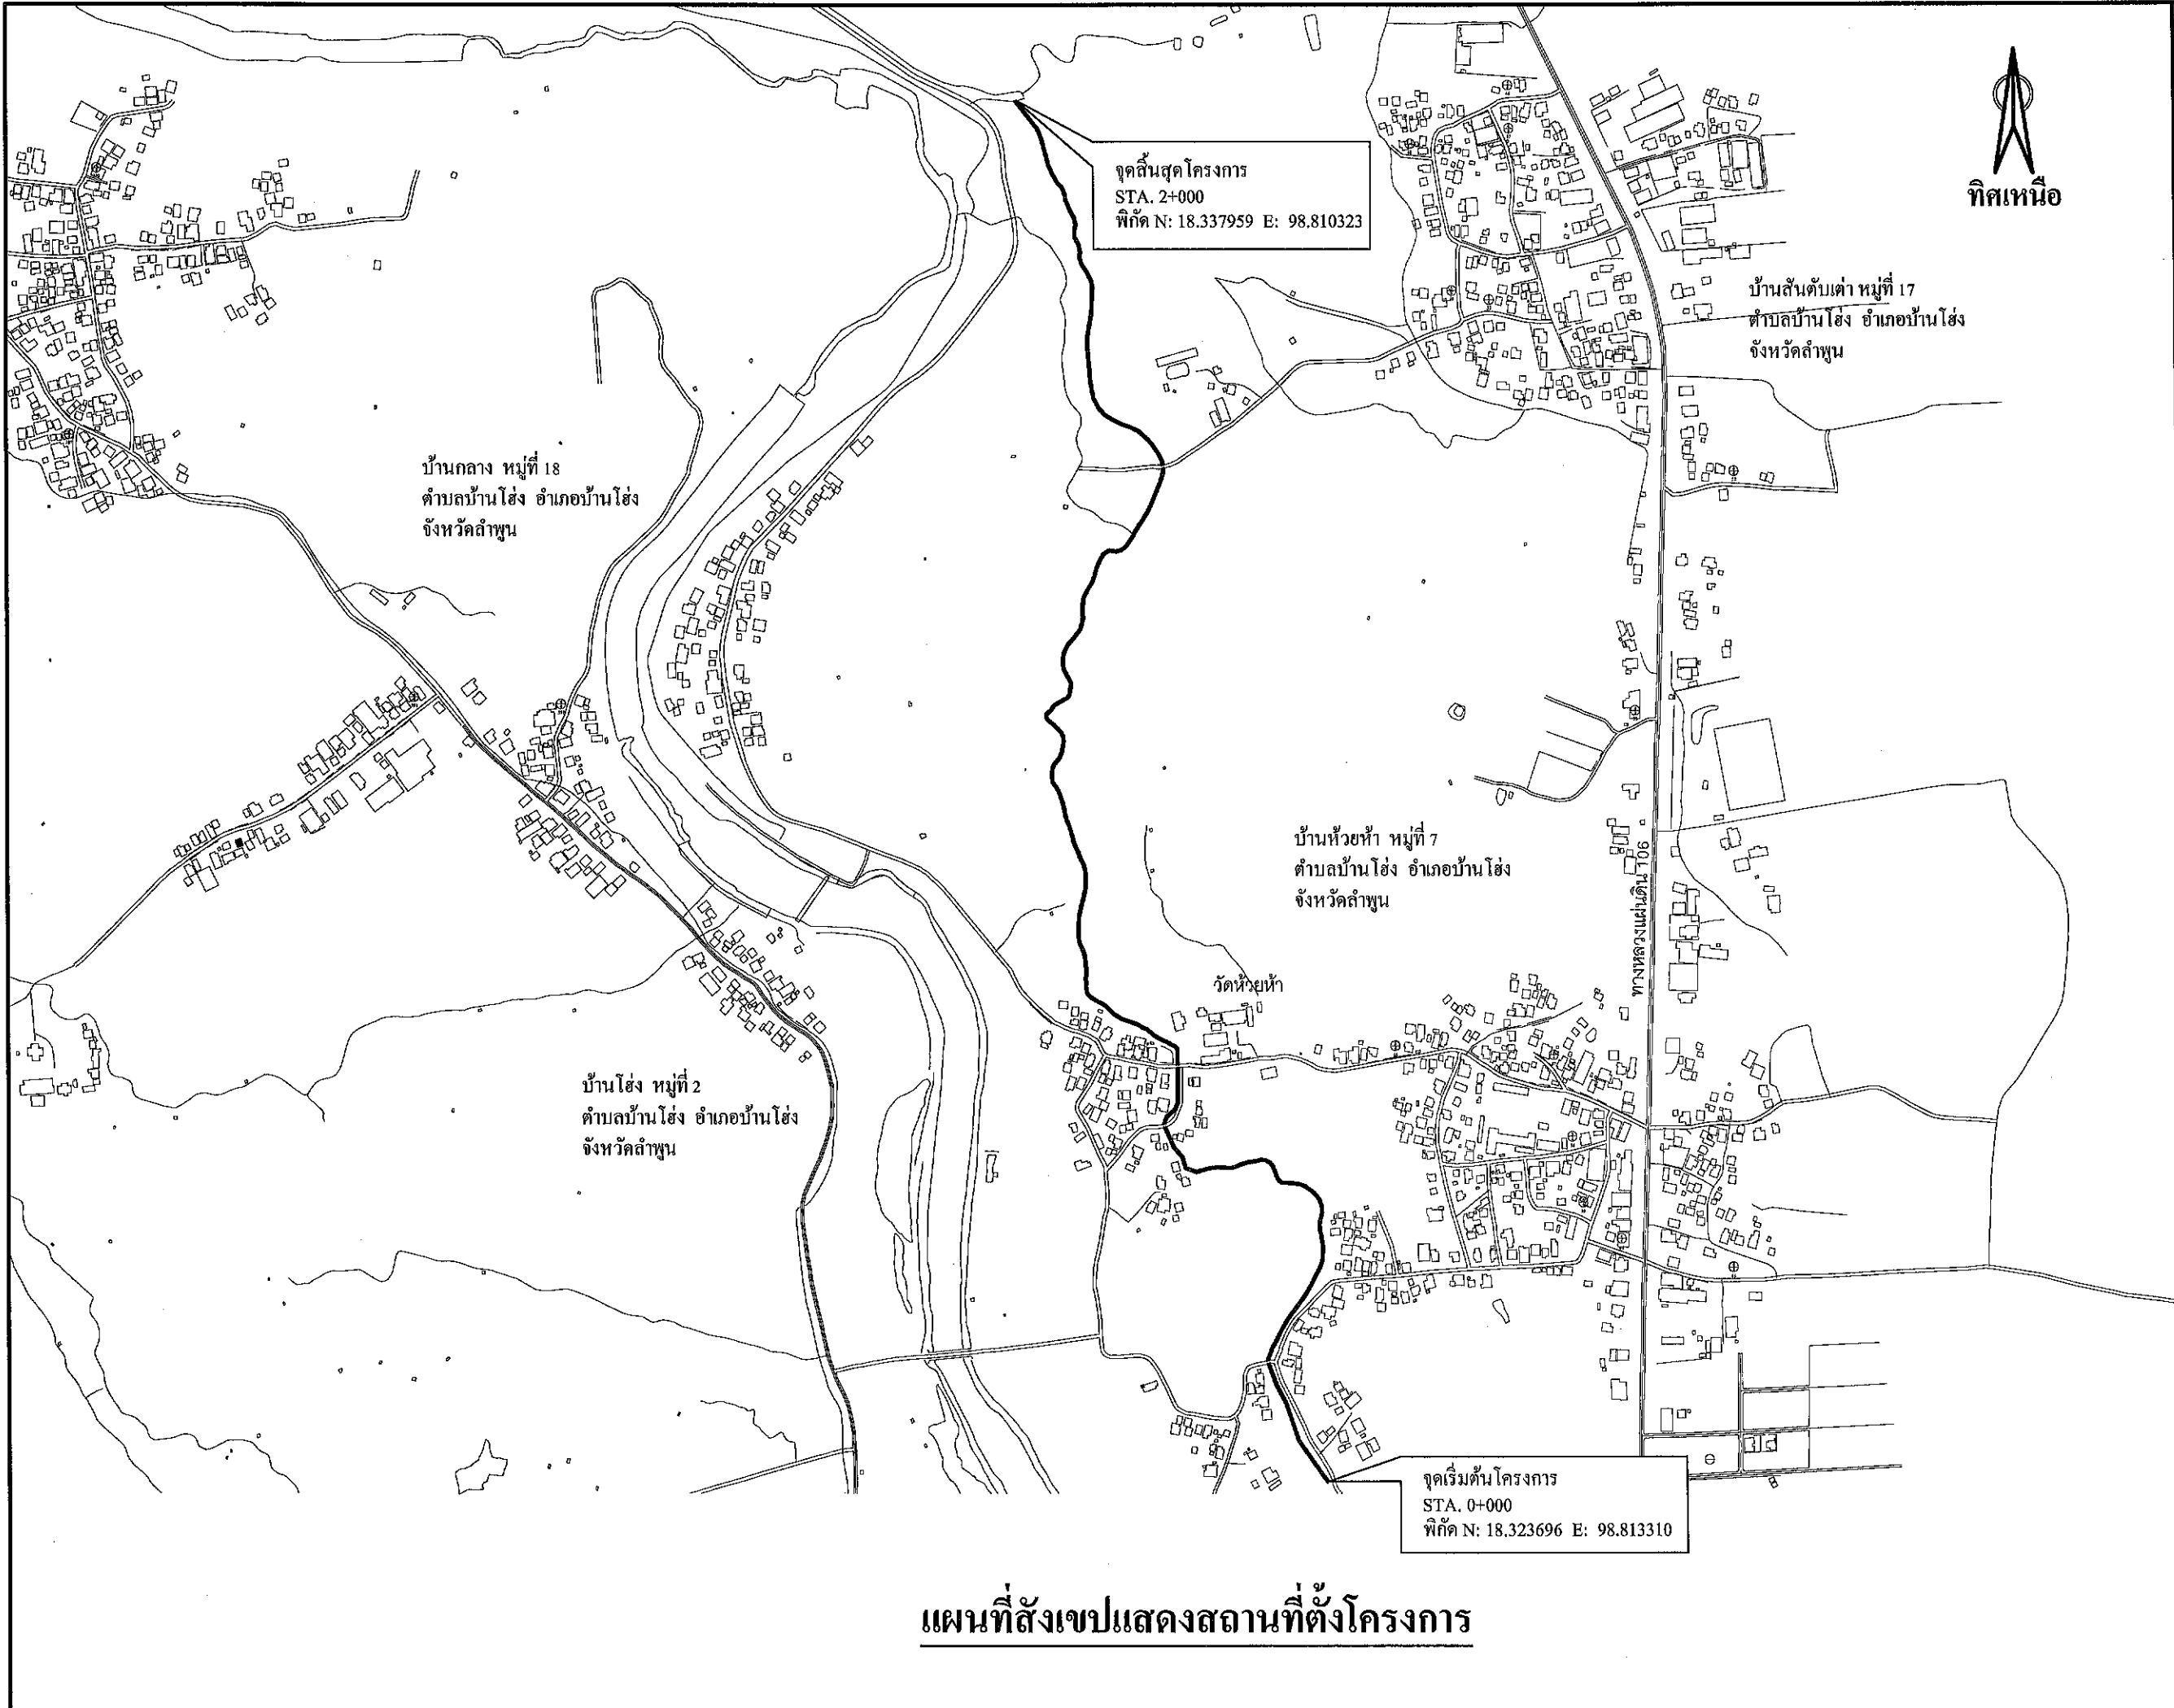 จุดสิ้นสุดโครงการ
STA. 2+000
พิกัด N: 18.337959 E: 98.810323
ทิศเหนือ
บ้านสันตับเต่า หมู่ที่ 17
ตำบลบ้านโฮ่ง อำเภอบ้านโฮ่ง
จังหวัดลำพูน
บ้านกลาง หมู่ที่ 18
ตำบลบ้านโฮ่ง อำเภอบ้านโฮ่ง
จังหวัดลำพูน
บ้านห้วยห้า หมู่ที่ 7
ตำบลบ้านโฮ่ง อำเภอบ้านโฮ่ง
จังหวัดลำพูน
ทางหลวงแผ่นดิน 106
วัดห้วยห้า
บ้านโฮ่ง หมู่ที่ 2
ตำบลบ้านโฮ่ง อำเภอบ้านโฮ่ง
จังหวัดลำพูน
จุดเริ่มต้นโครงการ
STA. 0+000
พิกัด N: 18.323696 E: 98.813310
แผนที่สังเขปแสดงสถานที่ตั้งโครงการ